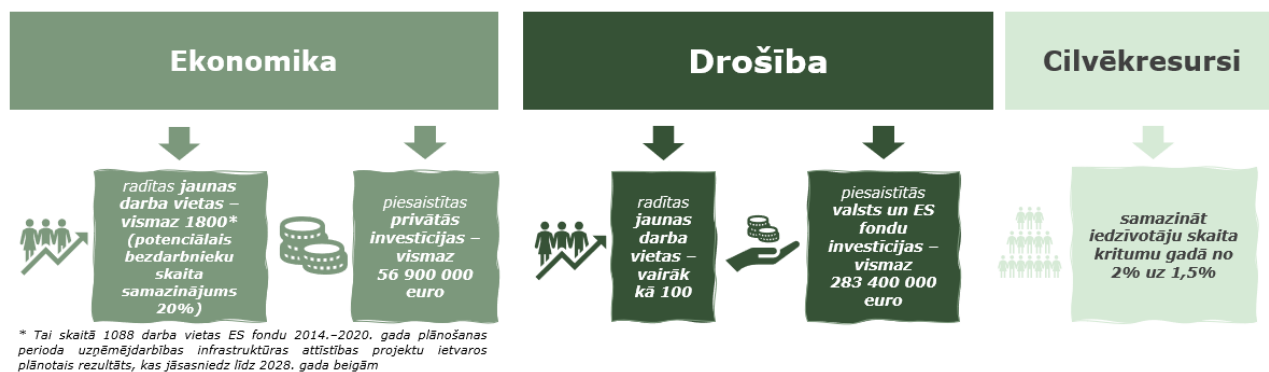 Ekonomika
radītas jaunas
darba vietas –
vismaz 1800*
(potenciālais
bezdarbnieku
skaita
samazinājums
20%)
piesaistītas
privātās
investīcijas –
vismaz
56 900 000
euro
* Tai skaitā 1088 darba vietas ES fondu 2014.–2020. gada plānošanas
perioda uzņēmējdarbības infrastruktūras attīstības projektu ietvaros
plānotais rezultāts, kas jāsasniedz līdz 2028. gada beigām
Drošība
radītas
jaunas
darba
vietas –
vairāk
kā 100
piesaistītās
valsts un ES
fondu
investīcijas –
vismaz
283 400 000
euro
Cilvēkresursi
samazināt
iedzīvotāju skaita
kritumu gadā no
2% uz 1,5%